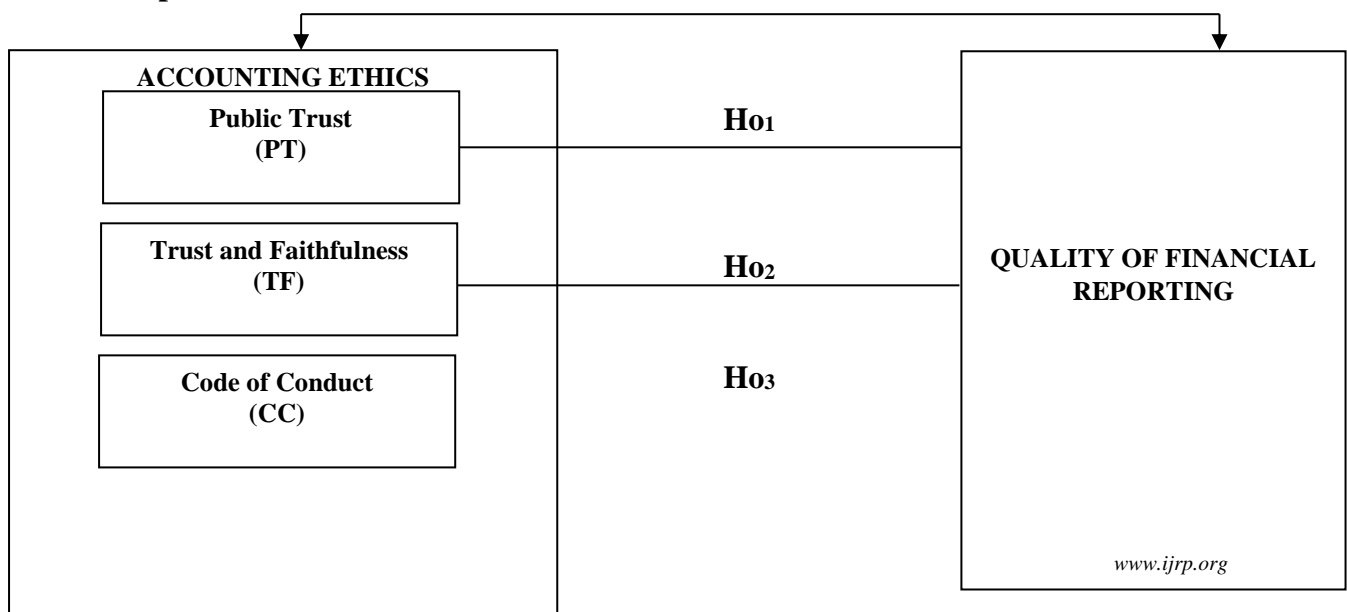 ACCOUNTING ETHICS
Public Trust
(PT)
Ho1
Trust and Faithfulness
(TF)
Ho2
QUALITY OF FINANCIAL
REPORTING
Code of Conduct
(CC)
Ho3
www.ijrp.org